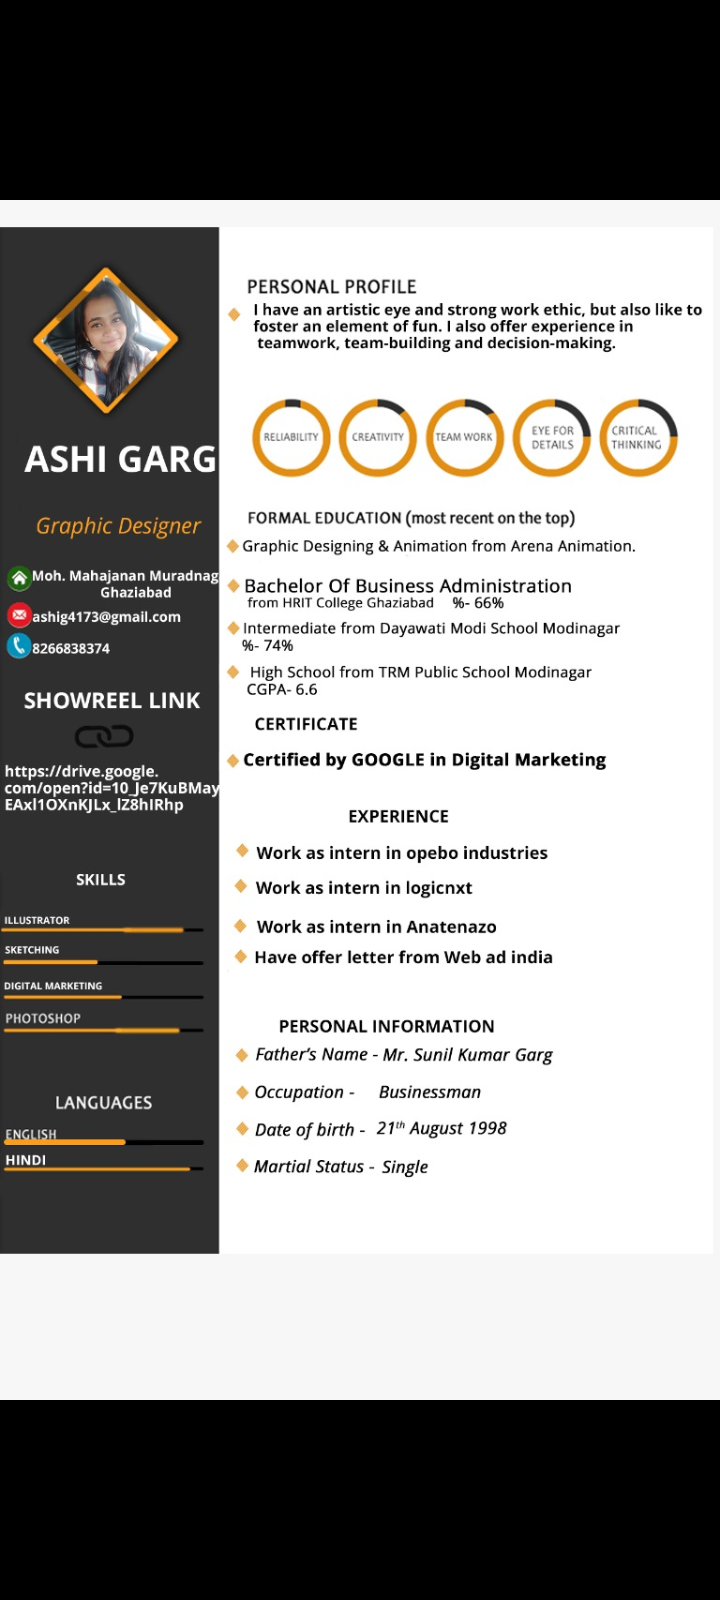 ASHI GARG
Graphic Designer
Moh. Mahajanan Muradnag
Ghaziabad
ashig4173@gmail.com
8266838374
SHOWREEL LINK
https://drive.google.
com/open?id=10_Je7KuBMay
EAxl1OXnKJLx_lZ8hIRhp
SKILLS
ILLUSTRATOR
SKETCHING
DIGITAL MARKETING
PHOTOSHOP
LANGUAGES
ENGLISH
HINDI
PERSONAL PROFILE
I have an artistic eye and strong work ethic, but also like to
foster an element of fun. I also offer experience in
teamwork, team-building and decision-making.
RELIABILITY
CREATIVITY
TEAM WORK
EYE FOR
DETAILS
CRITICAL
THINKING
FORMAL EDUCATION (most recent on the top)
Graphic Designing & Animation from Arena Animation.
Bachelor Of Business Administration
from HRIT College Ghaziabad %- 66%
Intermediate from Dayawati Modi School Modinagar
%- 74%
High School from TRM Public School Modinagar
CGPA- 6.6
CERTIFICATE
Certified by GOOGLE in Digital Marketing
EXPERIENCE
Work as intern in opebo industries
Work as intern in logicnxt
Work as intern in Anatenazo
Have offer letter from Web ad india
PERSONAL INFORMATION
Father's Name - Mr. Sunil Kumar Garg
Occupation - Businessman
Date of birth - 21th August 1998
Martial Status - Single